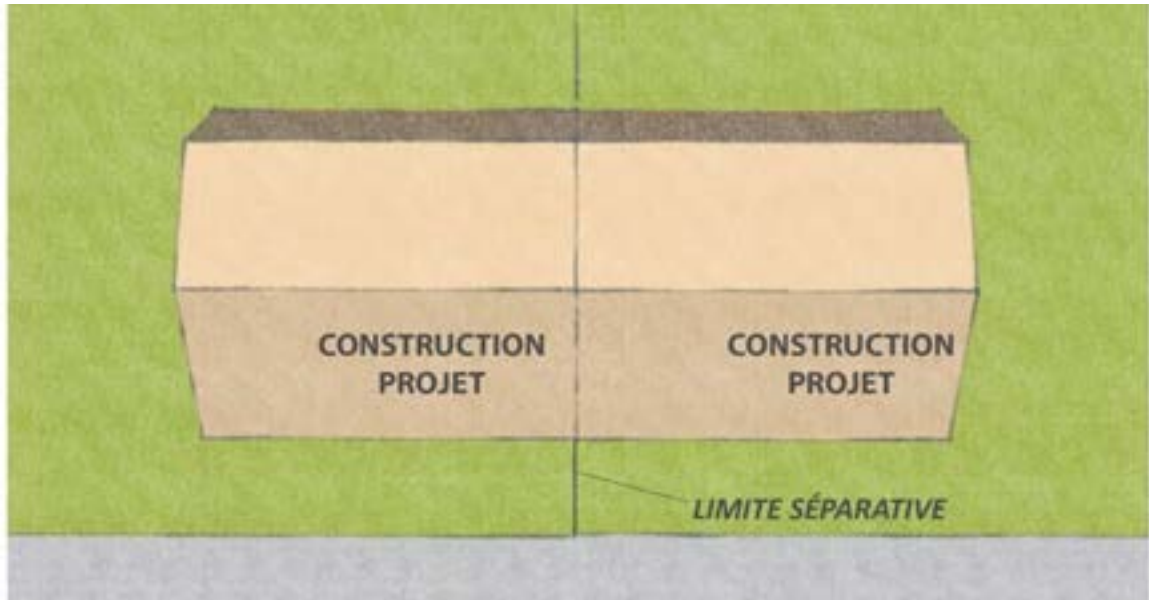 CONSTRUCTION
PROJET
CONSTRUCTION
PROJET
LIMITE SÉPARATIVE